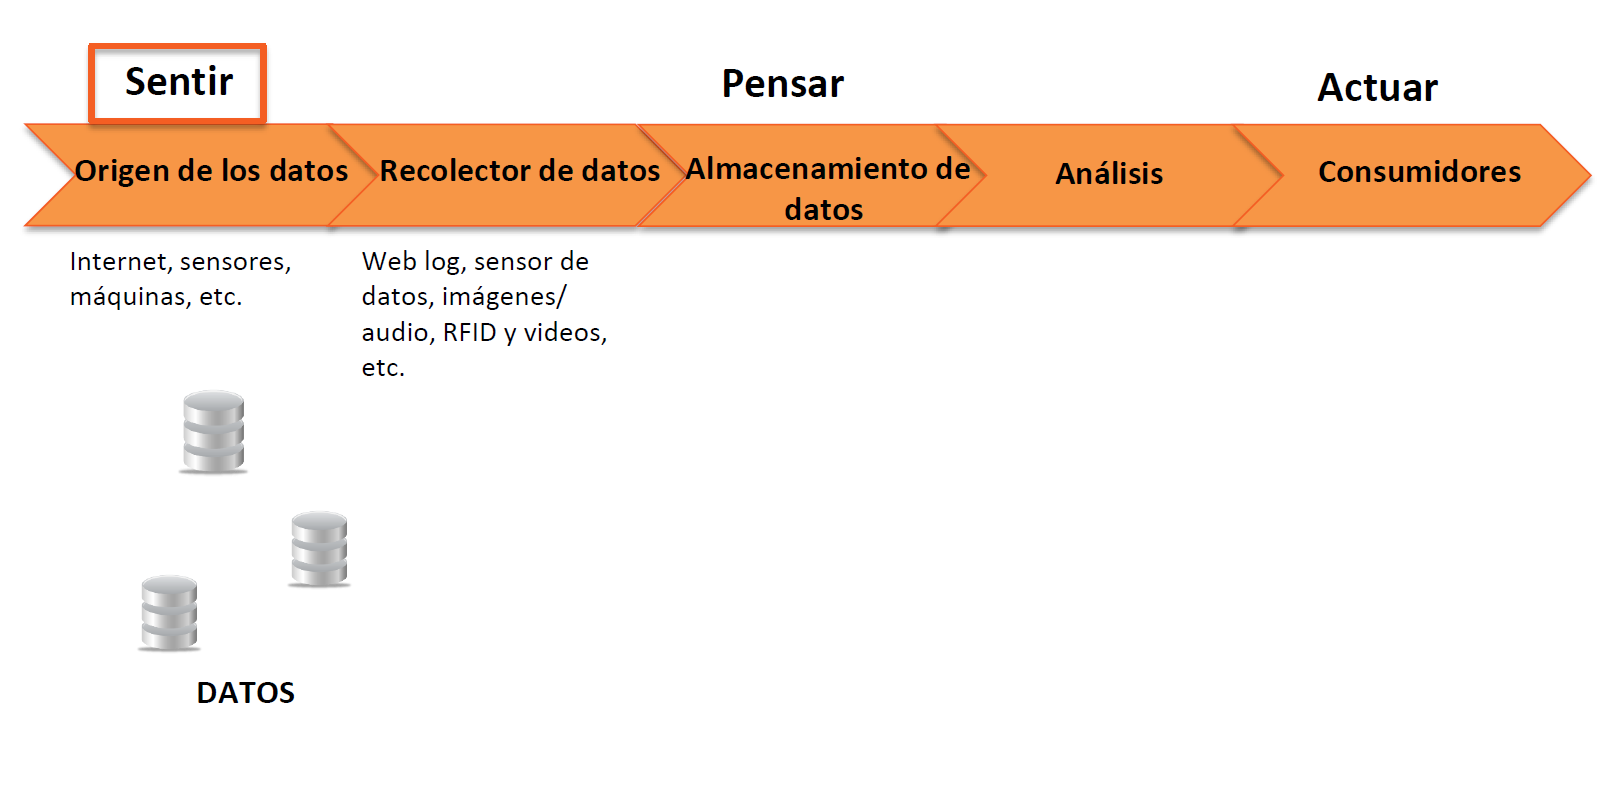 Sentir
Pensar
Actuar
Origen de los datos
Recolector de datos
Almacenamiento de
datos
Análisis
Consumidores
Internet, sensores,
máquinas, etc.
Web log, sensor de
datos, imágenes/
audio, RFID y videos,
etc.
DATOS